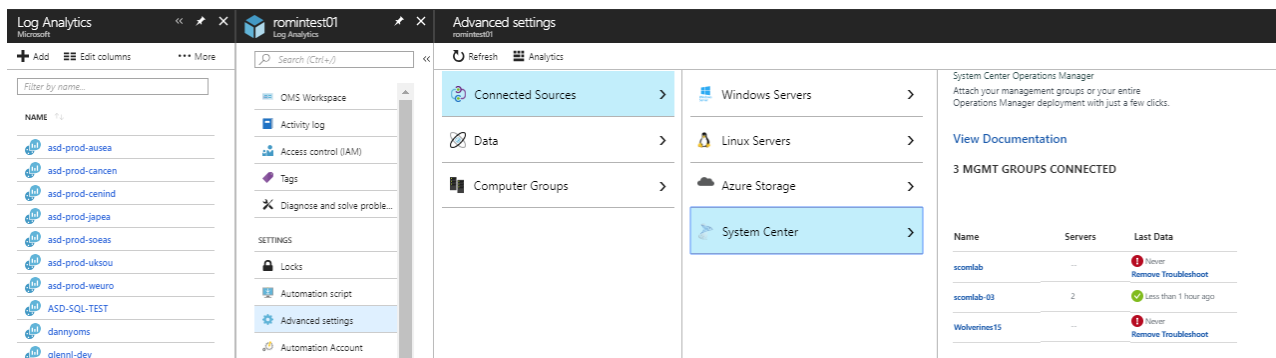 Log Analytics
Microsoft
Add Edit columns More
Filter by name...
NAME
asd-prod-ausea
asd-prod-cancen
asd-prod-cenind
asd-prod-japea
asd-prod-soeas
asd-prod-uksou
asd-prod-weuro
ASD-SQL-TEST
dannyoms
glennl-dev
romintest01
Log Analytics
Search (Ctrl+/)
OMS Workspace
Activity log
Access control (IAM)
Tags
Diagnose and solve proble...
SETTINGS
Locks
Automation script
Advanced settings
Automation Account
Advanced settings
romintest01
Refresh Analytics
Connected Sources
Data
Computer Groups
Windows Servers
Linux Servers
Azure Storage
System Center
System Center Operations Manager
Attach your management groups or your entire
Operations Manager deployment with just a few clicks.
View Documentation
3 MGMT GROUPS CONNECTED
Name Servers Last Data
scomlab -- Never
Remove Troubleshoot
scomlab-03 2 Less than 1 hour ago
Wolverines15 -- Never
Remove Troubleshoot